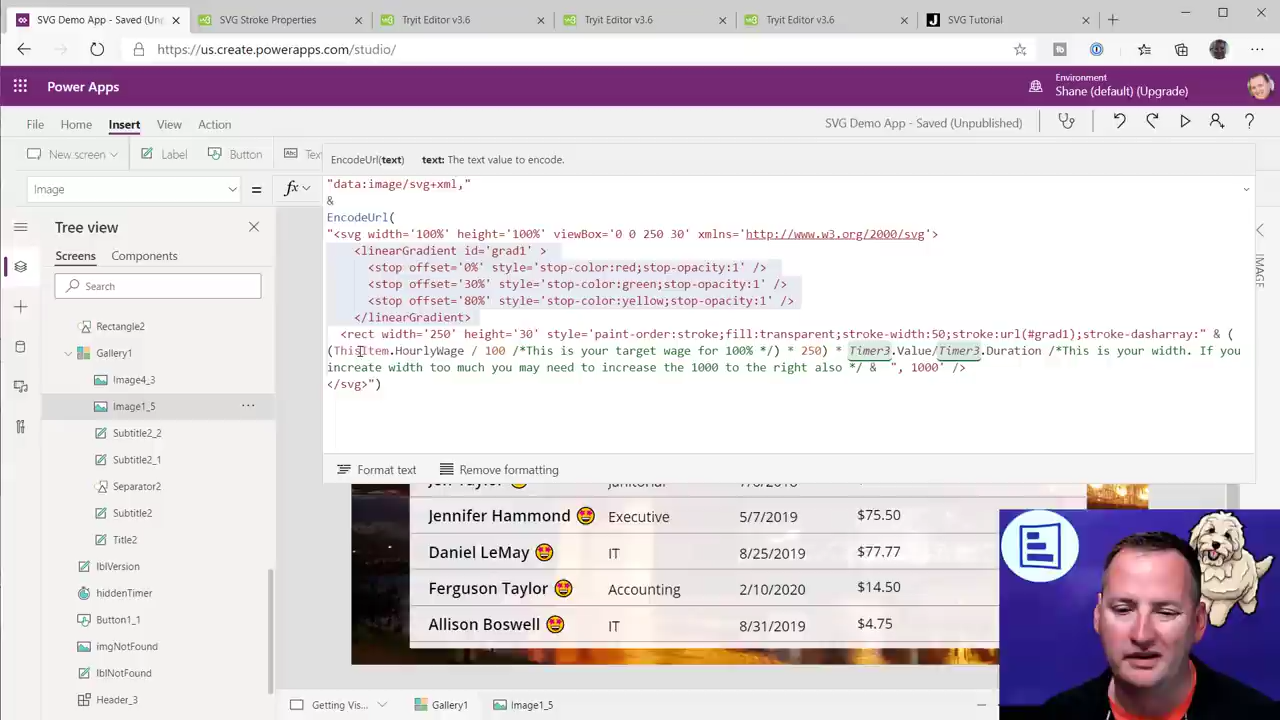 SVG Demo App - Saved (Unp
SVG Stroke Properties
Tryit Editor v3.6
Tryit Editor v3.6
Tryit Editor v3.6
SVG Tutorial
https://us.create.powerapps.com/studio/
Power Apps
Environment
Shane (default) (Upgrade)
File Home Insert View Action
SVG Demo App - Saved (Unpublished)
New screen Label Button Abc
Image = fx
EncodeUrl(text) text: The text value to encode.
"data:image/svg+xml,"
&
EncodeUrl(
"<svg width='100%' height='100%' viewBox='0 0 250 30' xmlns='http://www.w3.org/2000/svg'>
<linearGradient id='grad1' >
<stop offset='0%' style='stop-color:red;stop-opacity:1' />
<stop offset='30%' style='stop-color:green;stop-opacity:1' />
<stop offset='80%' style='stop-color:yellow;stop-opacity:1' />
</linearGradient>
<rect width='250' height='30' style='paint-order:stroke;fill:transparent;stroke-width:50;stroke:url(#grad1);stroke-dasharray:" & (
(ThisItem.HourlyWage / 100 /*This is your target wage for 100% */) * 250) * Timer3.Value/Timer3.Duration /*This is your width. If you
increate width too much you may need to increase the 1000 to the right also */ & ", 1000' />
</svg>")
Format text Remove formatting
Tree view
Screens Components
Search
Rectangle2
Gallery1
Image4_3
Image1_5
Subtitle2_2
Subtitle2_1
Separator2
Subtitle2
Title2
lblVersion
hiddenTimer
Button1_1
imgNotFound
lblNotFound
Header_3
IMAGE
Jennifer Hammond Executive 5/7/2019 $75.50
Daniel LeMay IT 8/25/2019 $77.77
Ferguson Taylor Accounting 2/10/2020 $14.50
Allison Boswell IT 8/31/2019 $4.75
Getting Vis... Gallery1 Image1_5